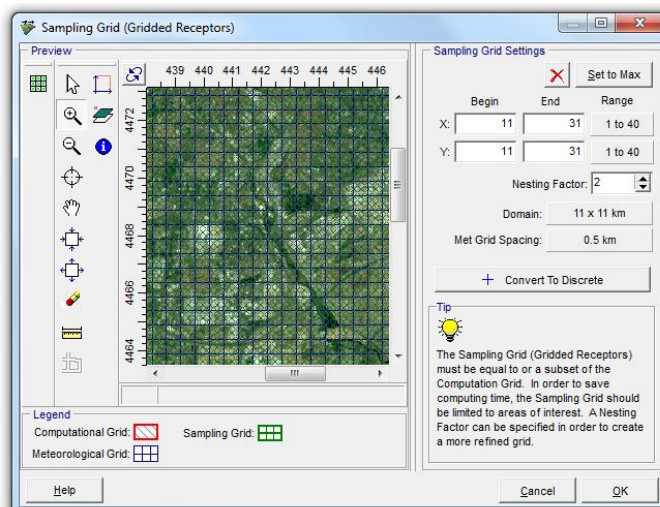 Sampling Grid (Gridded Receptors)
Preview
439 440 441 442 443 444 445 446
4472
4470
4468
4466
4464
Legend
Computational Grid:
Sampling Grid:
Meteorological Grid:
Sampling Grid Settings
Set to Max
Begin End Range
X: 11 31 1 to 40
Y: 11 31 1 to 40
Nesting Factor: 2
Domain: 11 x 11 km
Met Grid Spacing: 0.5 km
Convert To Discrete
Tip
The Sampling Grid (Gridded Receptors)
must be equal to or a subset of the
Computation Grid. In order to save
computing time, the Sampling Grid should
be limited to areas of interest. A Nesting
Factor can be specified in order to create
a more refined grid.
Help
Cancel
OK